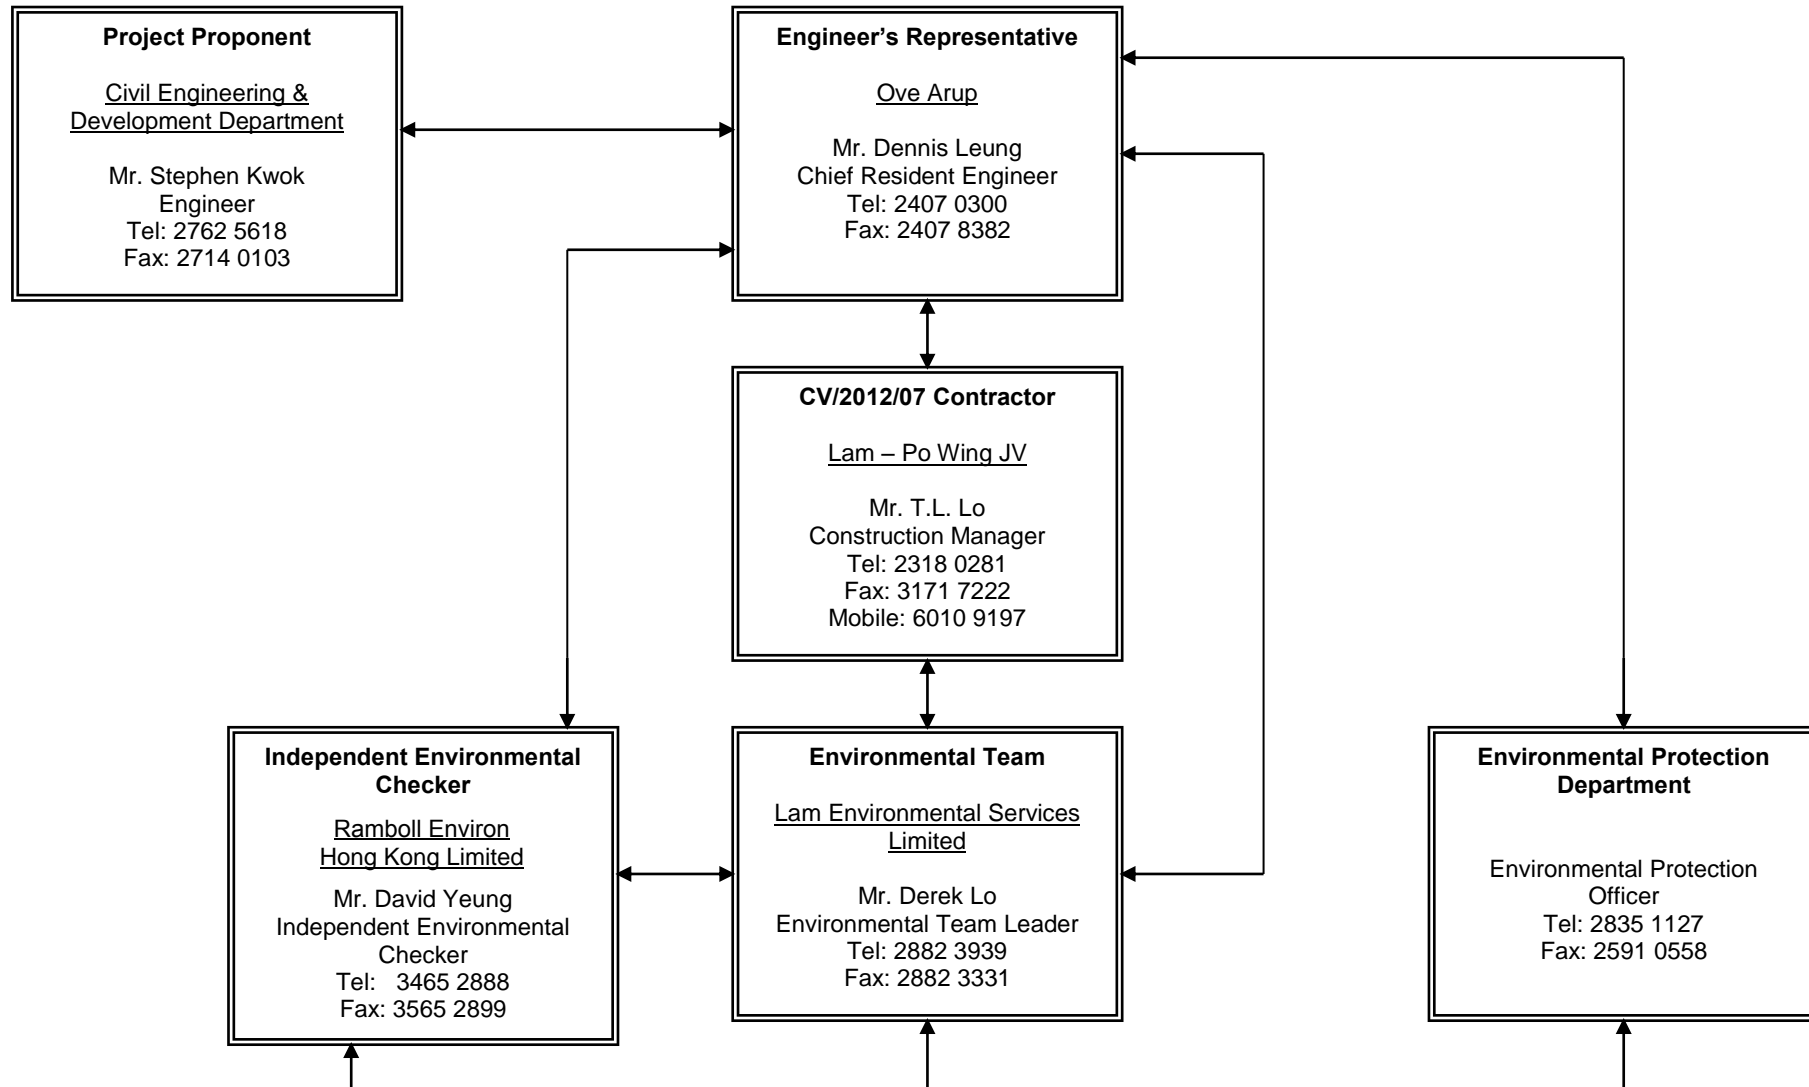 Project Proponent
Civil Engineering &
Development Department
Mr. Stephen Kwok
Engineer
Tel: 2762 5618
Fax: 2714 0103
Engineer’s Representative
Ove Arup
Mr. Dennis Leung
Chief Resident Engineer
Tel: 2407 0300
Fax: 2407 8382
CV/2012/07 Contractor
Lam – Po Wing JV
Mr. T.L. Lo
Construction Manager
Tel: 2318 0281
Fax: 3171 7222
Mobile: 6010 9197
Independent Environmental
Checker
Ramboll Environ
Hong Kong Limited
Mr. David Yeung
Independent Environmental
Checker
Tel: 3465 2888
Fax: 3565 2899
Environmental Team
Lam Environmental Services
Limited
Mr. Derek Lo
Environmental Team Leader
Tel: 2882 3939
Fax: 2882 3331
Environmental Protection
Department
Environmental Protection
Officer
Tel: 2835 1127
Fax: 2591 0558